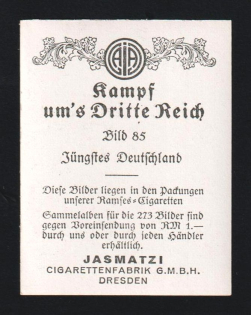 AJA
Kampf
um's Dritte Reich
Bild 85
Jüngstes Deutschland
Diese Bilder liegen in den Packungen
unserer Ramses-Cigaretten
Sammelalben für die 273 Bilder sind
gegen Voreinsendung von RM 1.—
durch uns oder durch jeden Händler
erhältlich.
JASMATZI
CIGARETTENFABRIK G.M.B.H.
DRESDEN